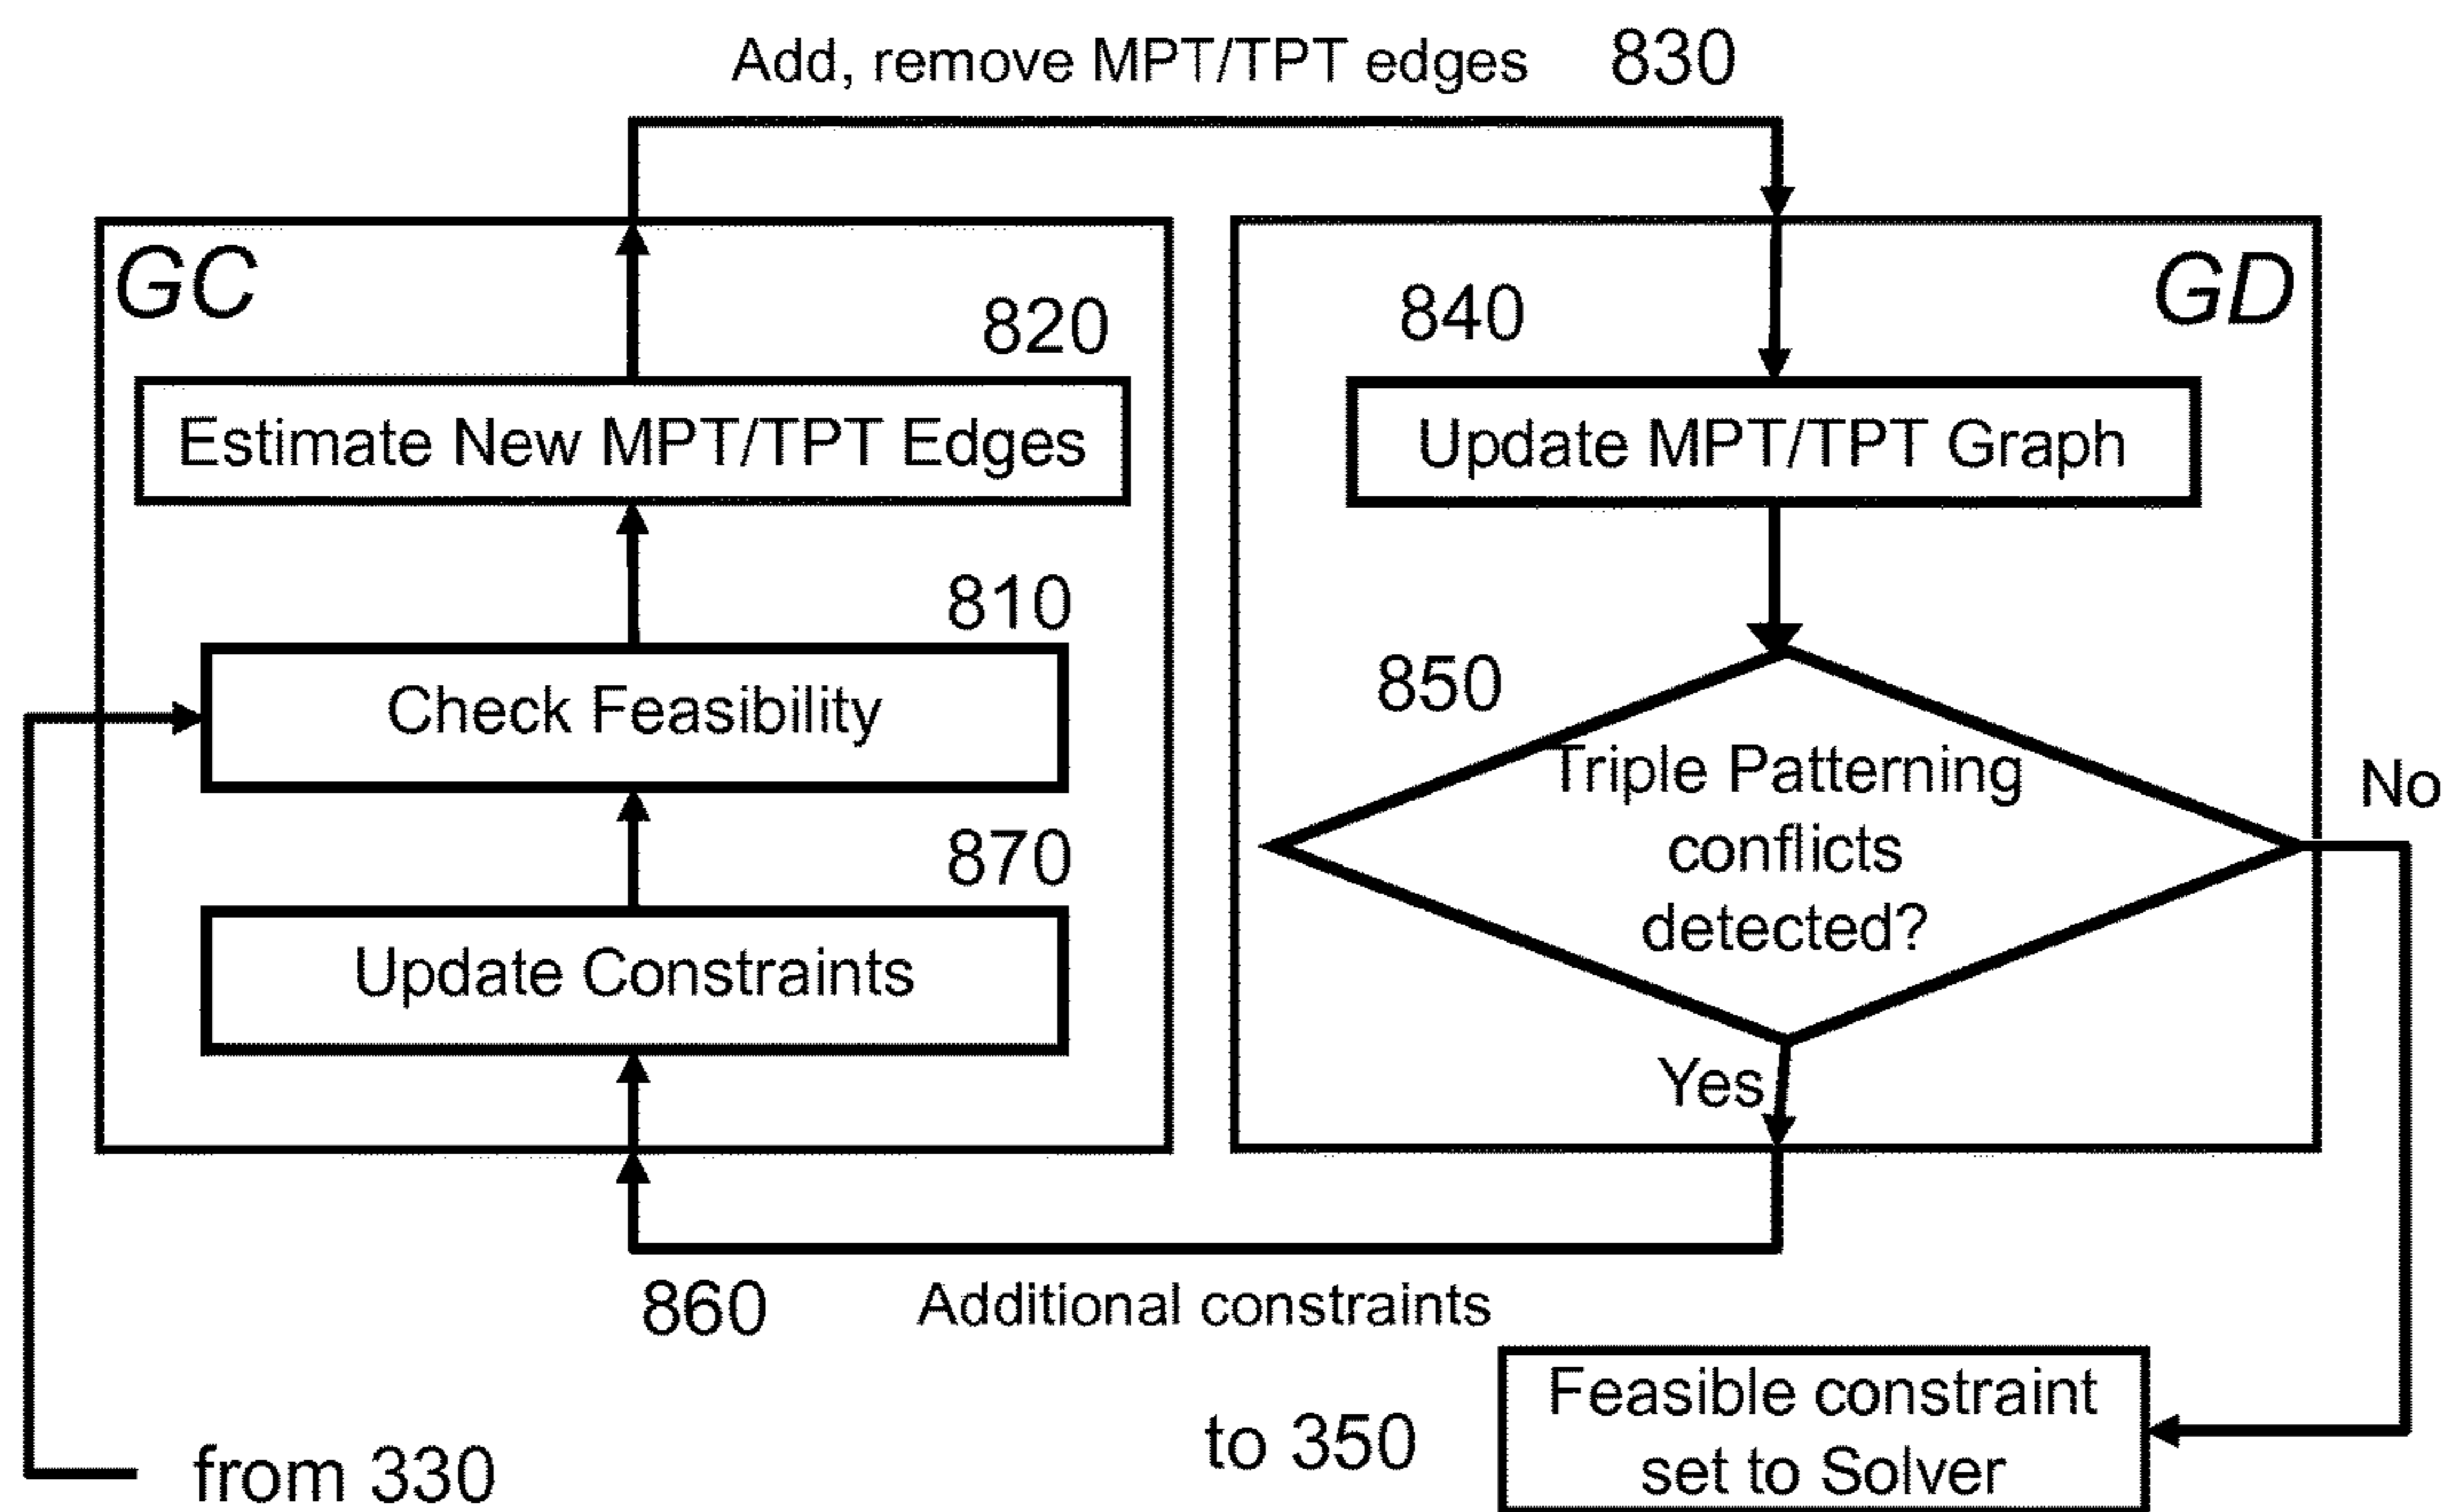 Add, remove MPT/TPT edges 830
GC
GD
820
840
Estimate New MPT/TPT Edges
Update MPT/TPT Graph
810
850
Check Feasibility
Triple Patterning
conflicts
detected?
No
870
Update Constraints
Yes
860 Additional constraints
Feasible constraint
set to Solver
to 350
from 330